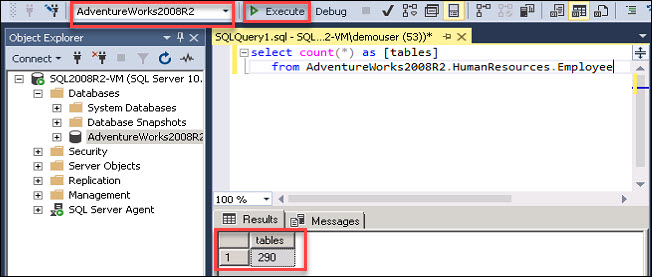 AdventureWorks2008R2
Execute
Debug
Object Explorer
Connect
SQL2008R2-VM (SQL Server 10.
Databases
System Databases
Database Snapshots
AdventureWorks2008R2
Security
Server Objects
Replication
Management
SQL Server Agent
SQLQuery1.sql - SQL...2-VM\demouser (53))*
select count(*) as [tables]
from AdventureWorks2008R2.HumanResources.Employee
100 %
Results
Messages
tables
1 290